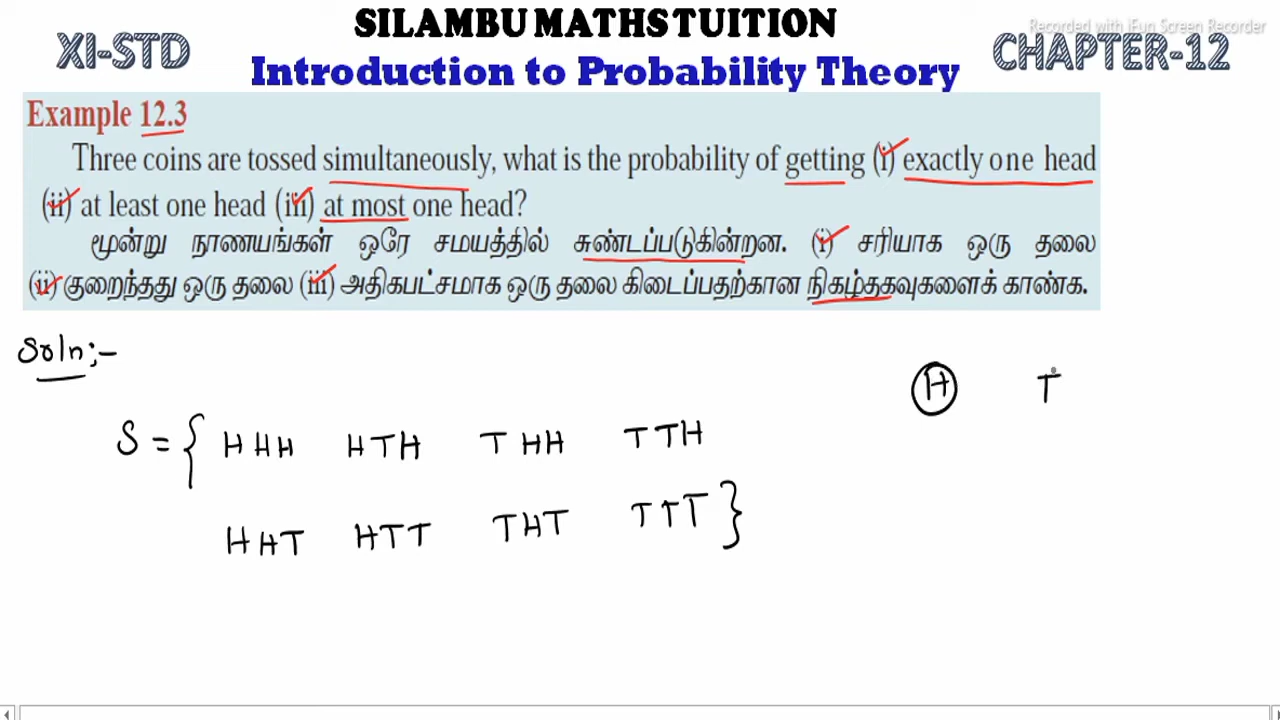 SILAMBU MATHS TUITION
Recorded with iFun Screen Recorder
XI-STD
Introduction to Probability Theory
CHAPTER-12
Example 12.3
Three coins are tossed simultaneously, what is the probability of getting (i) exactly one head
(ii) at least one head (iii) at most one head?
மூன்று நாணயங்கள் ஒரே சமயத்தில் சுண்டப்படுகின்றன. (i) சரியாக ஒரு தலை
(ii) குறைந்தது ஒரு தலை (iii) அதிகபட்சமாக ஒரு தலை கிடைப்பதற்கான நிகழ்தகவுகளைக் காண்க.
Soln:-
H T
S = { HHH HTH THH TTH
HHT HTT THT TTT }